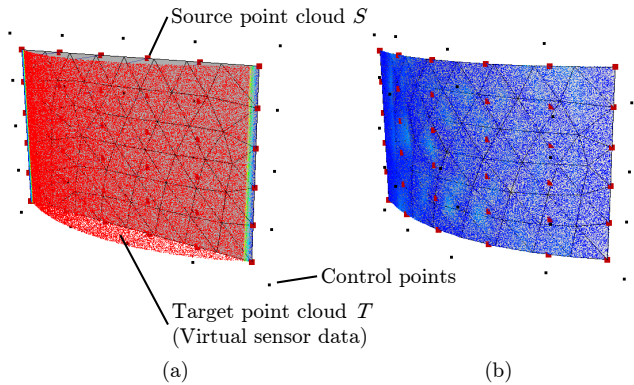 Source point cloud S
Control points
Target point cloud T
(Virtual sensor data)
(a)
(b)